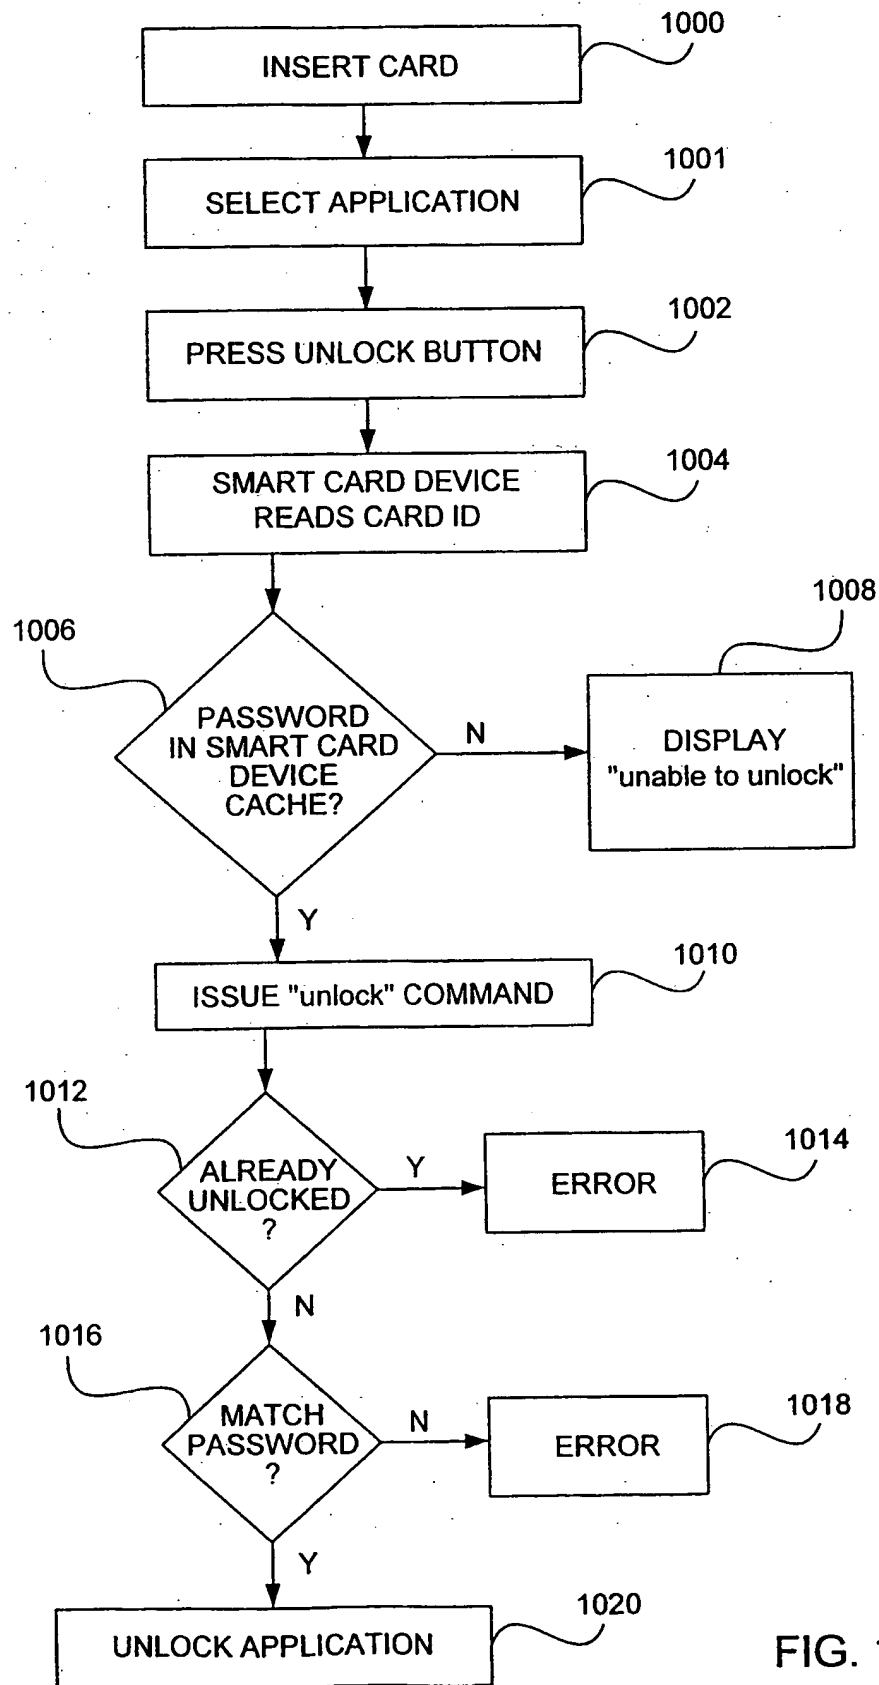 1000
INSERT CARD
1001
SELECT APPLICATION
1002
PRESS UNLOCK BUTTON
1004
SMART CARD DEVICE
READS CARD ID
1006
1008
PASSWORD
IN SMART CARD
DEVICE
CACHE?
N
DISPLAY
"unable to unlock"
Y
1010
ISSUE "unlock" COMMAND
1012
1014
ALREADY
UNLOCKED
?
Y
ERROR
N
1016
1018
MATCH
PASSWORD
?
N
ERROR
Y
1020
UNLOCK APPLICATION
FIG.